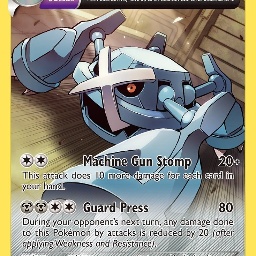 Machine Gun Stomp 20+
This attack does 10 more damage for each card in
your hand.
Guard Press 80
During your opponent's next turn, any damage done
to this Pokémon by attacks is reduced by 20 (after
applying Weakness and Resistance).